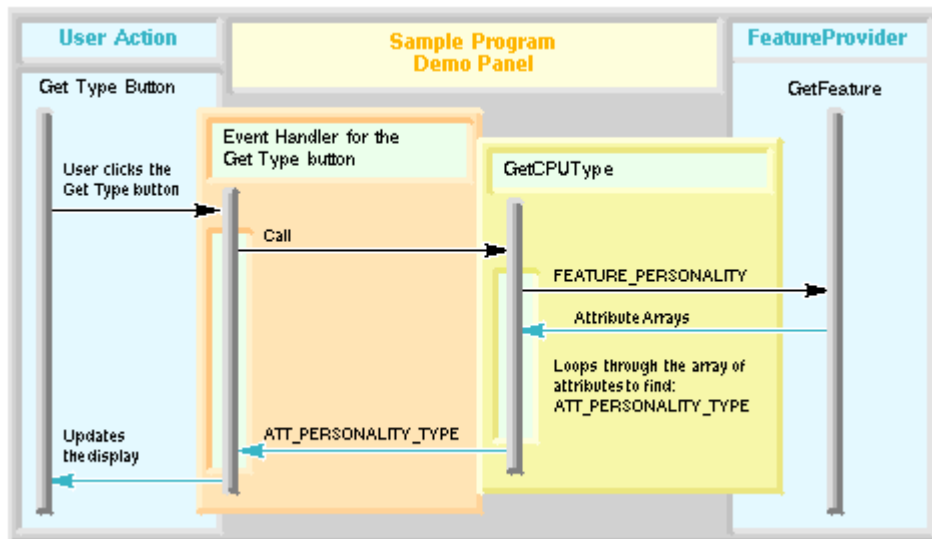 User Action
Sample Program
Demo Panel
FeatureProvider
Get Type Button
GetFeature
Event Handler for the
Get Type button
GetCPUType
User clicks the
Get Type button
Call
FEATURE_PERSONALITY
Attribute Arrays
Loops through the array of
attributes to find:
ATT_PERSONALITY_TYPE
ATT_PERSONALITY_TYPE
Updates
the display